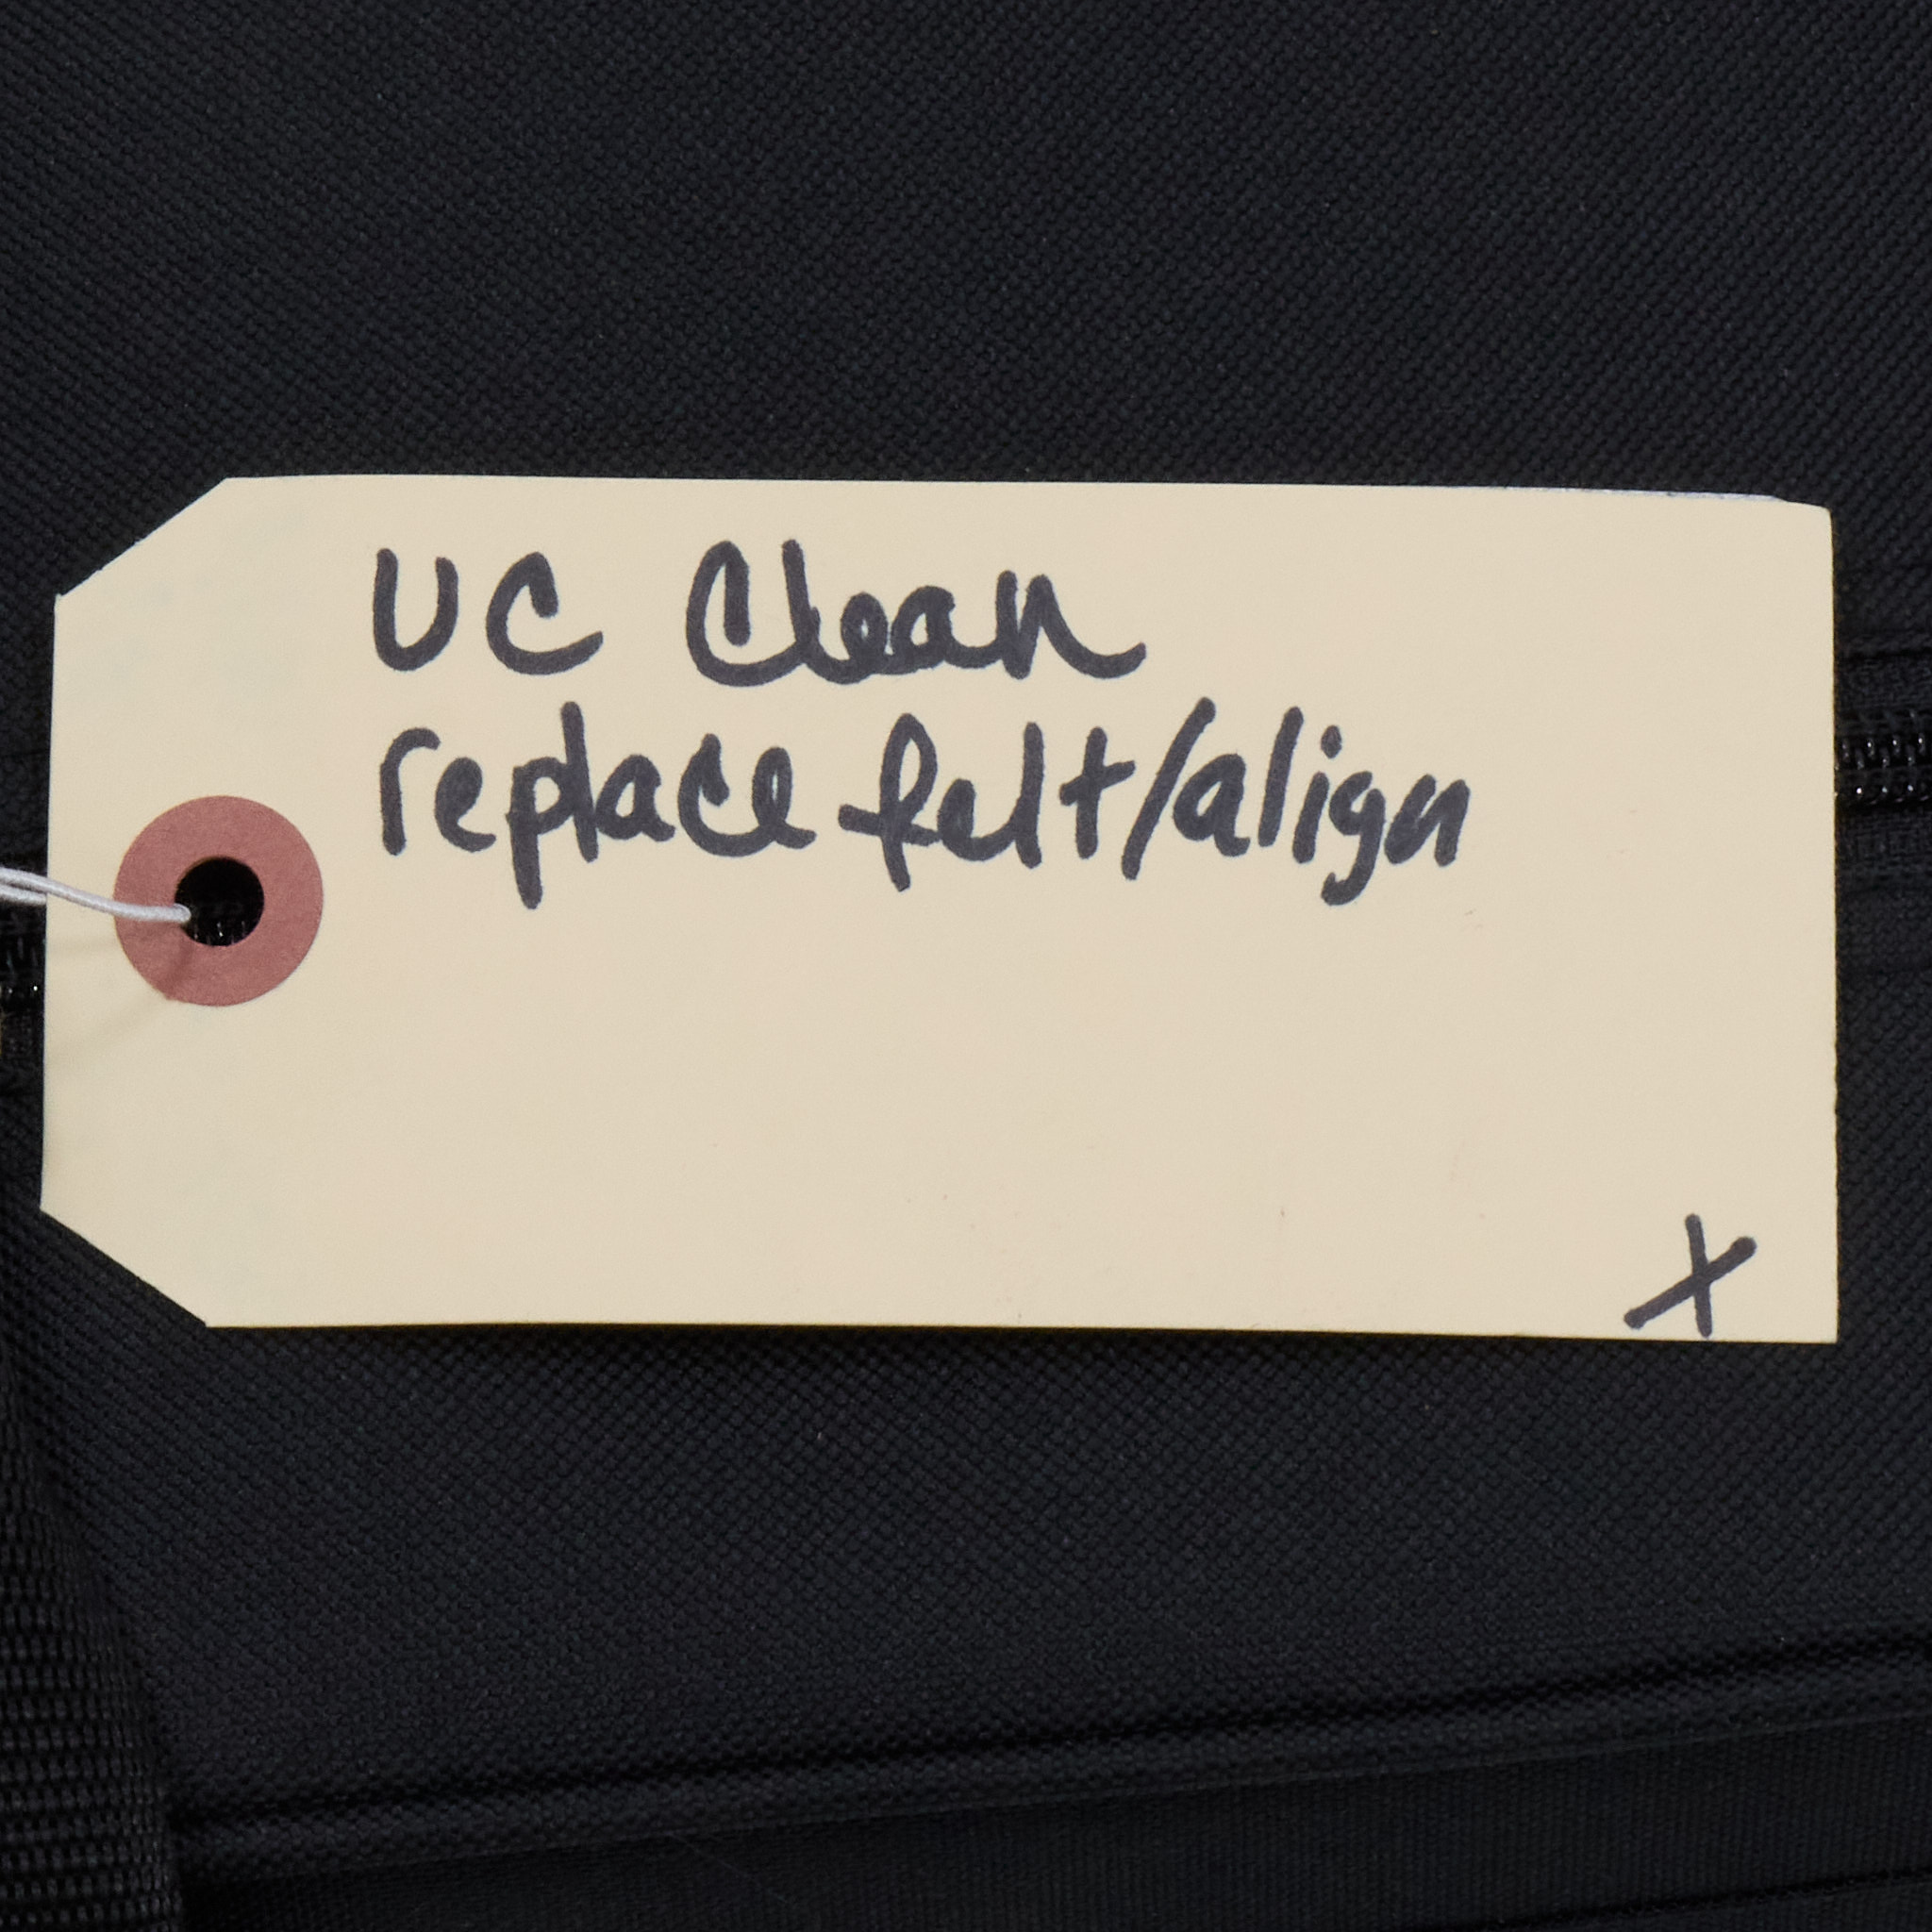 UC Clean
replace felt/align
X